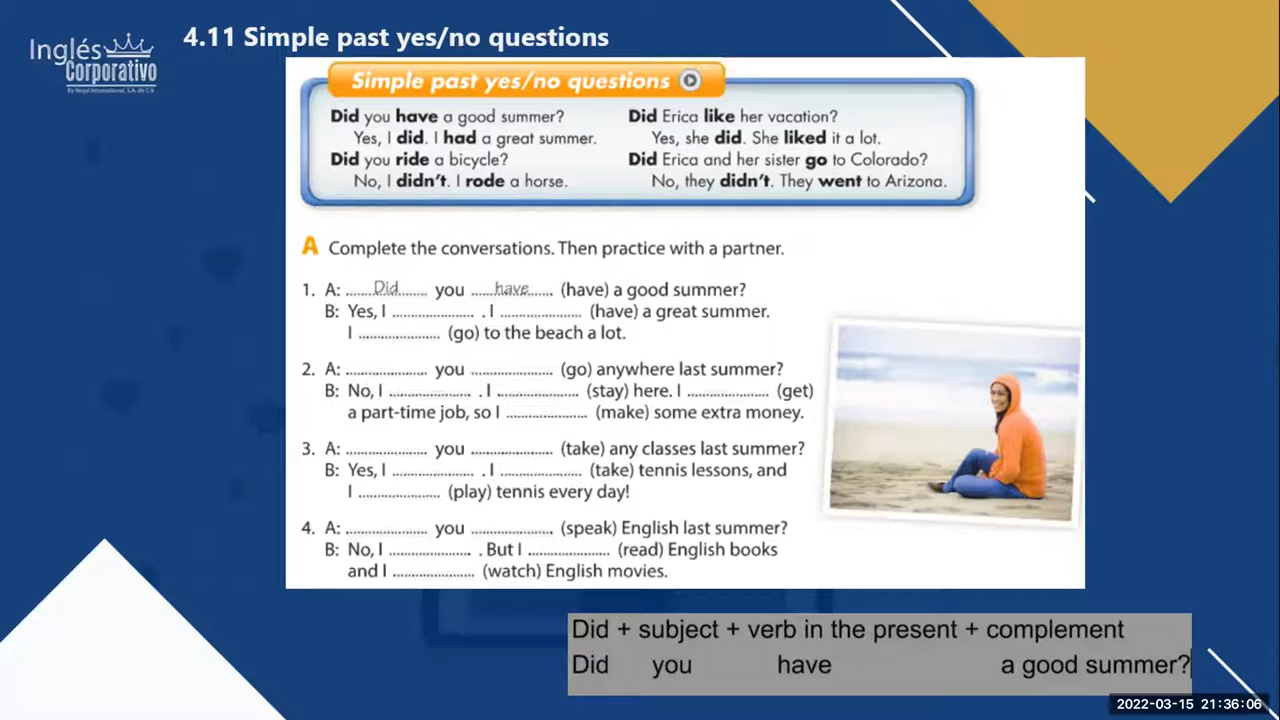 Inglés
Corporativo
By Regal International, S.A. de C.V.
4.11 Simple past yes/no questions
Simple past yes/no questions
Did you have a good summer?
Yes, I did. I had a great summer.
Did you ride a bicycle?
No, I didn't. I rode a horse.
Did Erica like her vacation?
Yes, she did. She liked it a lot.
Did Erica and her sister go to Colorado?
No, they didn't. They went to Arizona.
A Complete the conversations. Then practice with a partner.
1. A: ....Did.... you ....have.... (have) a good summer?
B: Yes, I .................... . I .................... (have) a great summer.
I .................... (go) to the beach a lot.
2. A: .................... you .................... (go) anywhere last summer?
B: No, I .................... . I .................... (stay) here. I .................... (get)
a part-time job, so I .................... (make) some extra money.
3. A: .................... you .................... (take) any classes last summer?
B: Yes, I .................... . I .................... (take) tennis lessons, and
I .................... (play) tennis every day!
4. A: .................... you .................... (speak) English last summer?
B: No, I .................... . But I .................... (read) English books
and I .................... (watch) English movies.
Did + subject + verb in the present + complement
Did you have a good summer?
2022-03-15 21:36:06